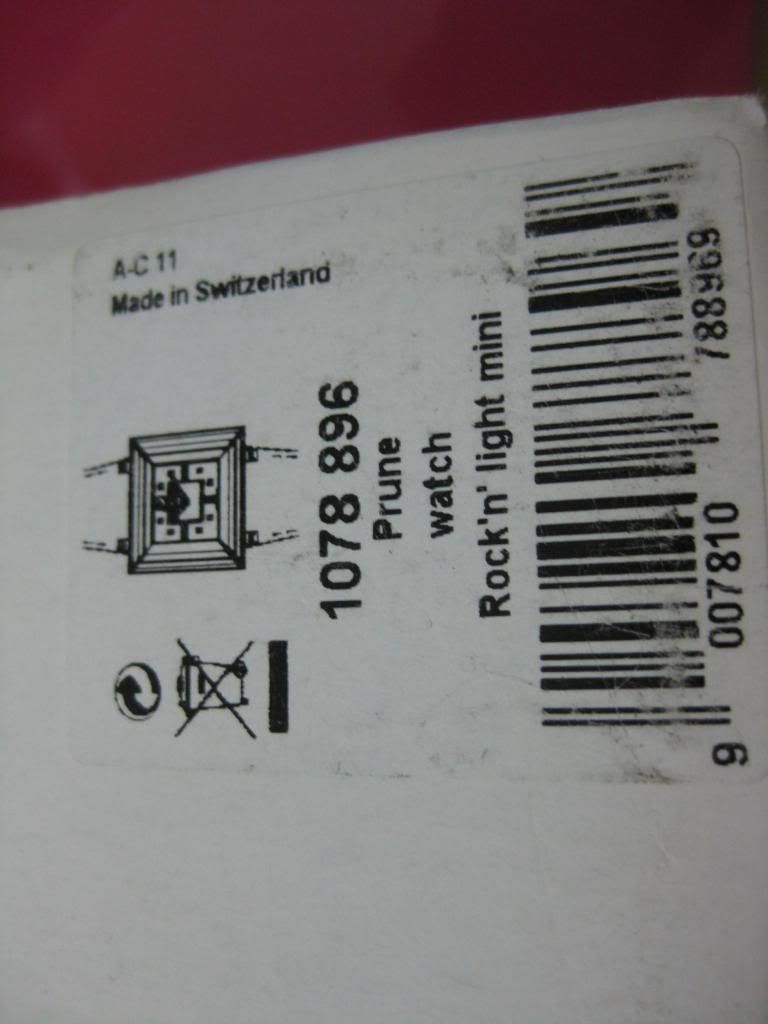 A-C 11
Made in Switzerland
1078 896
Prune
watch
Rock'n' light mini
9 007810 788969